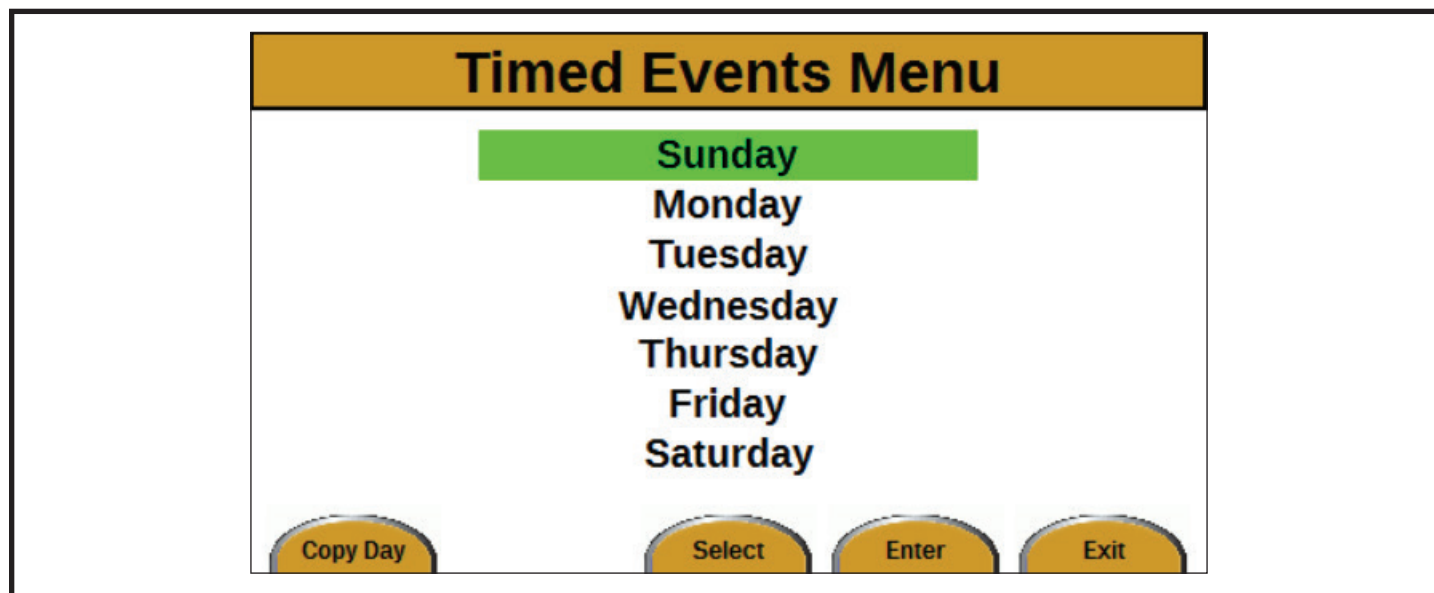 Timed Events Menu
Sunday
Monday
Tuesday
Wednesday
Thursday
Friday
Saturday
Copy Day Select Enter Exit